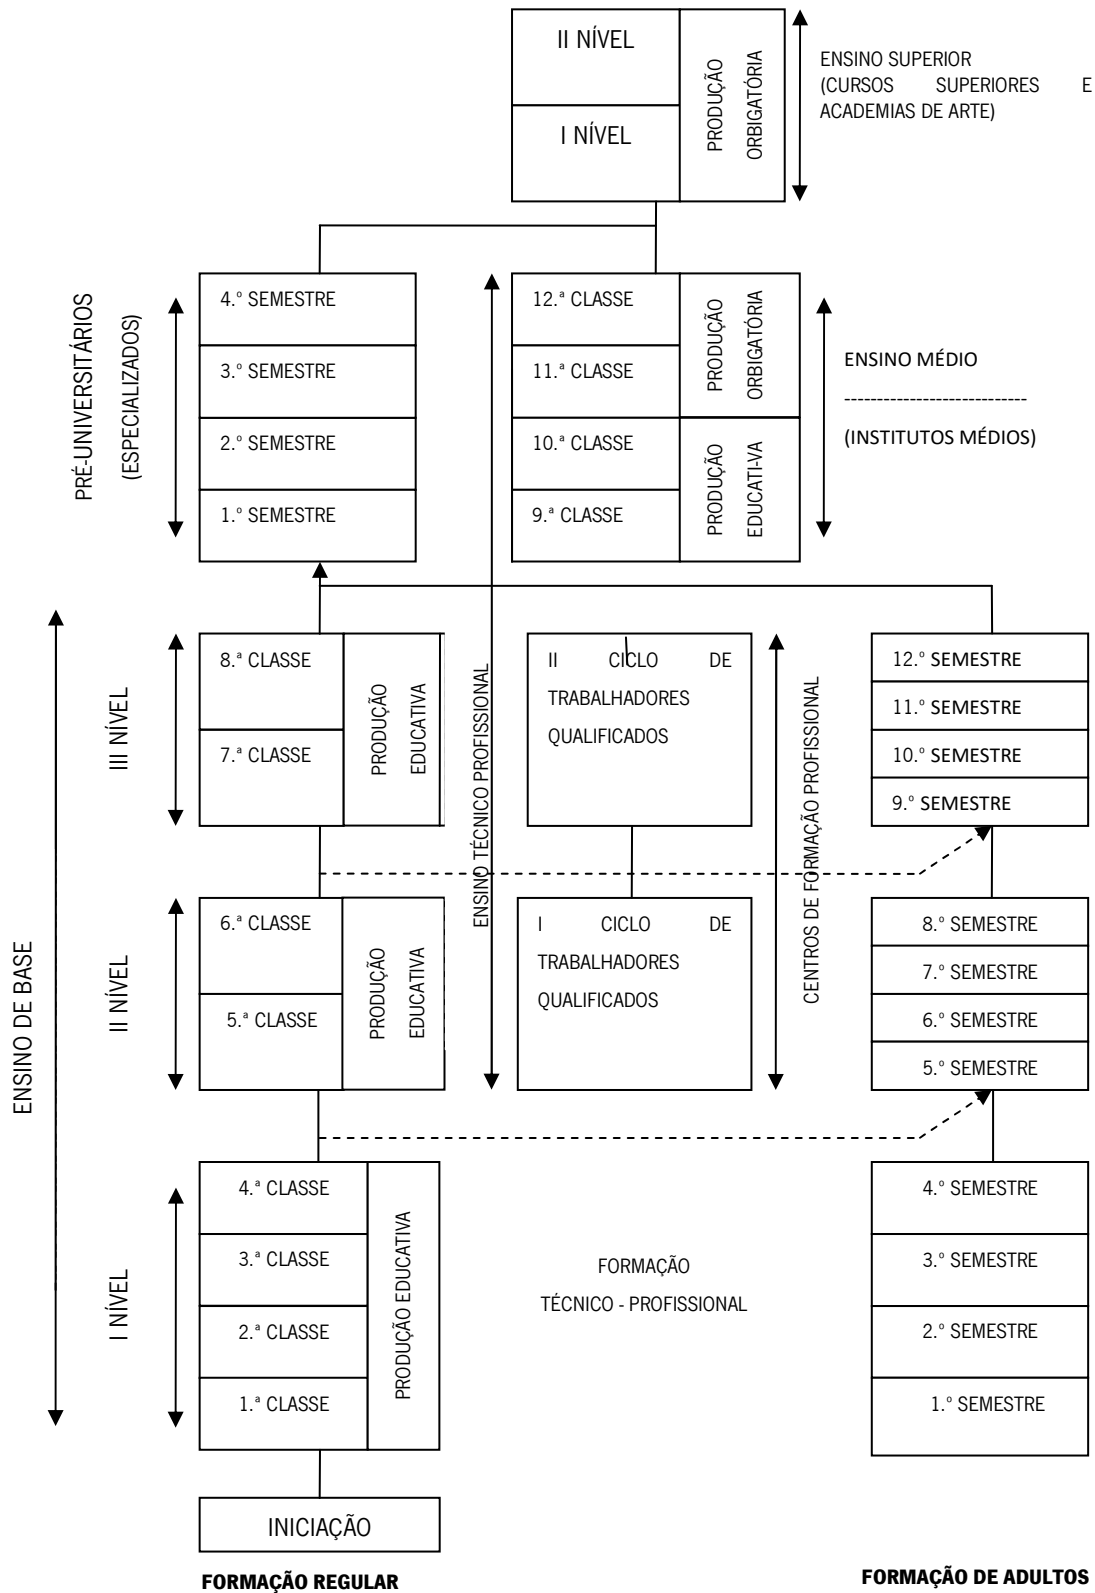 II NÍVEL
I NÍVEL
PRODUÇÃO
ORBIGATÓRIA
ENSINO SUPERIOR
(CURSOS SUPERIORES E
ACADEMIAS DE ARTE)
PRÉ-UNIVERSITÁRIOS
(ESPECIALIZADOS)
4.º SEMESTRE
3.º SEMESTRE
2.º SEMESTRE
1.º SEMESTRE
12.ª CLASSE
11.ª CLASSE
10.ª CLASSE
9.ª CLASSE
PRODUÇÃO
ORBIGATÓRIA
PRODUÇÃO
EDUCATI-VA
ENSINO MÉDIO
----------------------------
(INSTITUTOS MÉDIOS)
ENSINO DE BASE
III NÍVEL
8.ª CLASSE
7.ª CLASSE
PRODUÇÃO
EDUCATIVA
ENSINO TÉCNICO PROFISSIONAL
II CICLO DE
TRABALHADORES
QUALIFICADOS
CENTROS DE FORMAÇÃO PROFISSIONAL
12.º SEMESTRE
11.º SEMESTRE
10.º SEMESTRE
9.º SEMESTRE
II NÍVEL
6.ª CLASSE
5.ª CLASSE
PRODUÇÃO
EDUCATIVA
I CICLO DE
TRABALHADORES
QUALIFICADOS
8.º SEMESTRE
7.º SEMESTRE
6.º SEMESTRE
5.º SEMESTRE
I NÍVEL
4.ª CLASSE
3.ª CLASSE
2.ª CLASSE
1.ª CLASSE
PRODUÇÃO EDUCATIVA
FORMAÇÃO
TÉCNICO - PROFISSIONAL
4.º SEMESTRE
3.º SEMESTRE
2.º SEMESTRE
1.º SEMESTRE
INICIAÇÃO
FORMAÇÃO REGULAR
FORMAÇÃO DE ADULTOS